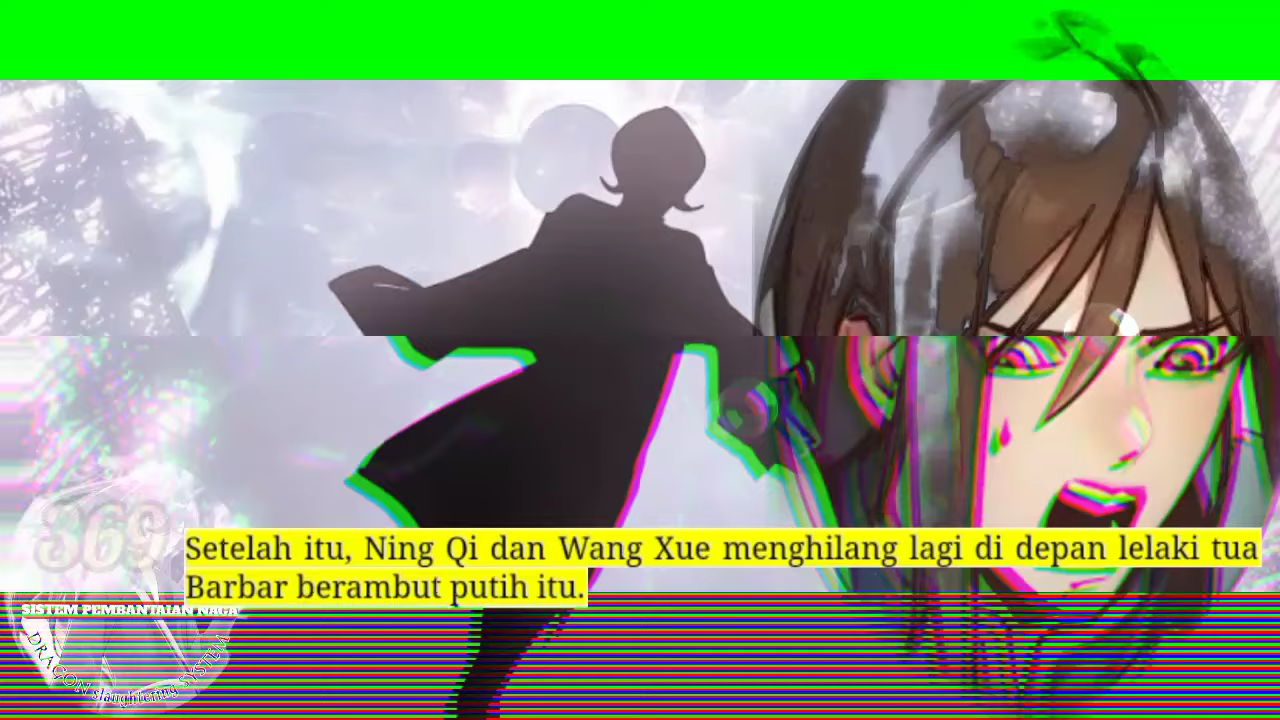 369
Setelah itu, Ning Qi dan Wang Xue menghilang lagi di depan lelaki tua
Barbar berambut putih itu.
SISTEM PEMBANTAIAN NAGA
DRAGON slaughtering SYSTEM